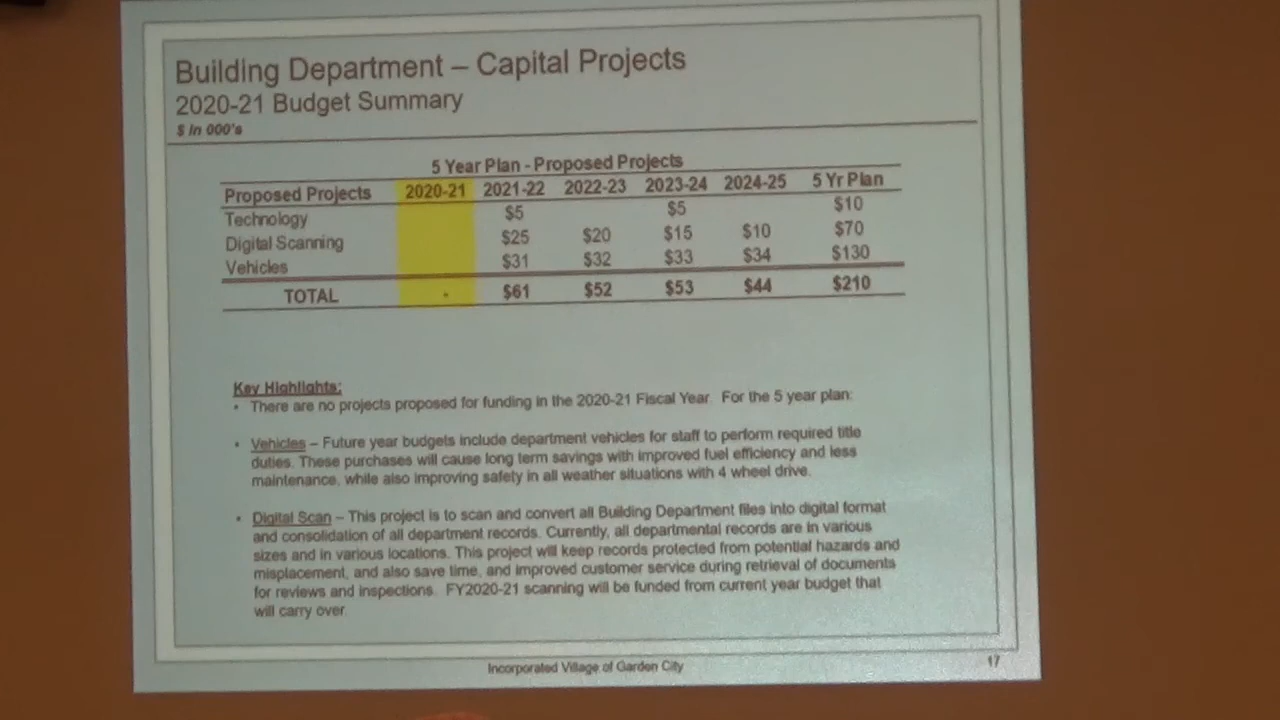 Building Department – Capital Projects
2020-21 Budget Summary
$ in 000's
5 Year Plan - Proposed Projects
Proposed Projects 2020-21 2021-22 2022-23 2023-24 2024-25 5 Yr Plan
Technology $5 $5 $10
Digital Scanning $25 $20 $15 $10 $70
Vehicles $31 $32 $33 $34 $130
TOTAL - $61 $52 $53 $44 $210
Key Highlights:
• There are no projects proposed for funding in the 2020-21 Fiscal Year. For the 5 year plan:
• Vehicles – Future year budgets include department vehicles for staff to perform required title
duties. These purchases will cause long term savings with improved fuel efficiency and less
maintenance, while also improving safety in all weather situations with 4 wheel drive.
• Digital Scan – This project is to scan and convert all Building Department files into digital format
and consolidation of all department records. Currently, all departmental records are in various
sizes and in various locations. This project will keep records protected from potential hazards and
misplacement, and also save time, and improved customer service during retrieval of documents
for reviews and inspections. FY2020-21 scanning will be funded from current year budget that
will carry over.
Incorporated Village of Garden City
17